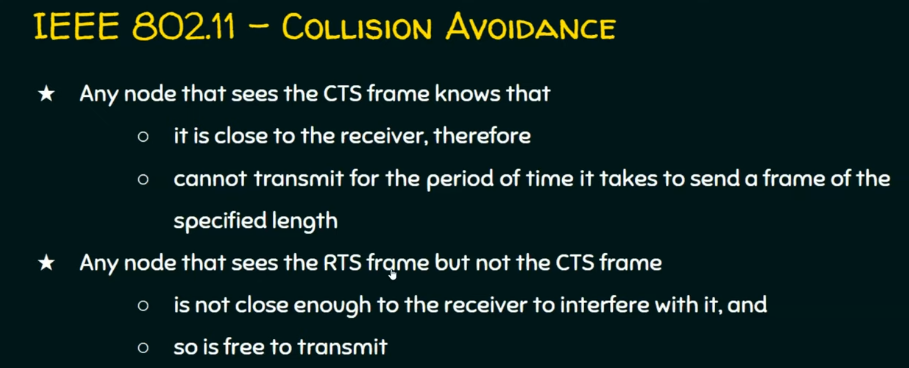 IEEE 802.11 – Collision Avoidance
★ Any node that sees the CTS frame knows that
○ it is close to the receiver, therefore
○ cannot transmit for the period of time it takes to send a frame of the
specified length
★ Any node that sees the RTS frame but not the CTS frame
○ is not close enough to the receiver to interfere with it, and
○ so is free to transmit